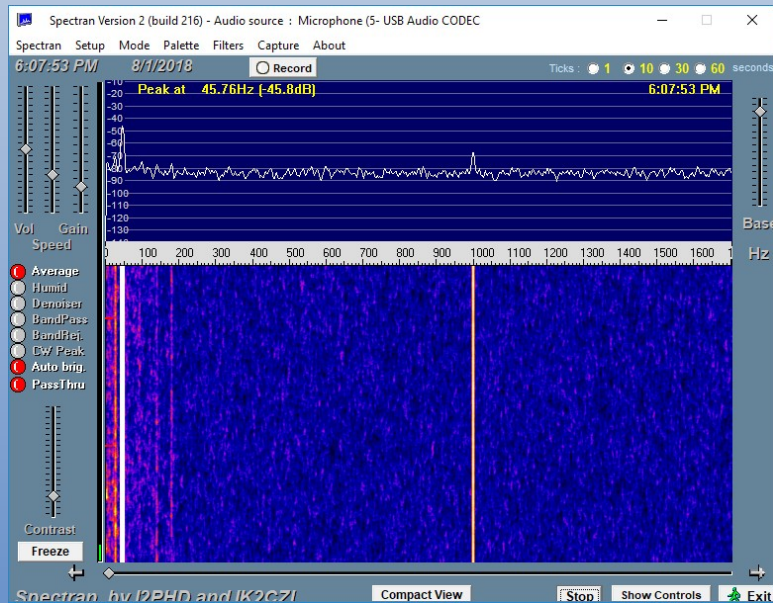 Spectran Version 2 (build 216) - Audio source : Microphone (5- USB Audio CODEC
Spectran Setup Mode Palette Filters Capture About
6:07:53 PM 8/1/2018 Record Ticks : 1 10 30 60 seconds
Peak at 45.76Hz (-45.8dB) 6:07:53 PM
-10
-20
-30
-40
-50
-60
-70
-80
-90
-100
-110
-120
-130
-140
Vol Gain
Speed
Base
Hz
0 100 200 300 400 500 600 700 800 900 1000 1100 1200 1300 1400 1500 1600 1
Average
Humid
Denoiser
BandPass
BandRej.
CW Peak
Auto brig.
PassThru
Contrast
Freeze
Spectran by I2PHD and IK2CZL Compact View Stop Show Controls Exit